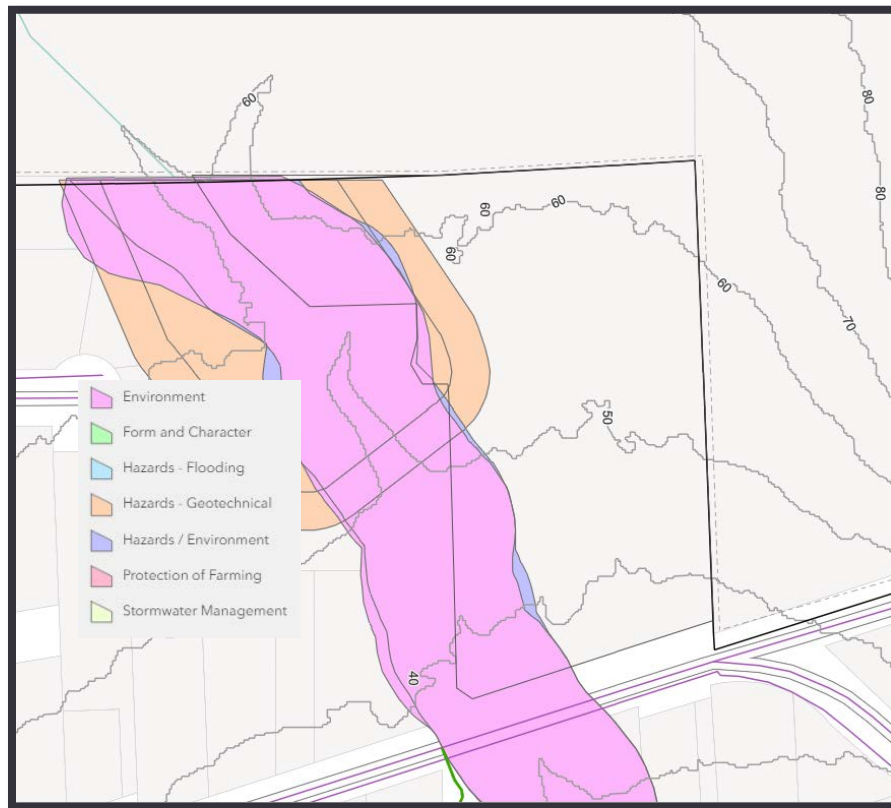 60
80
80
60
60
60
60
70
50
Environment
Form and Character
Hazards - Flooding
Hazards - Geotechnical
Hazards / Environment
Protection of Farming
Stormwater Management
40